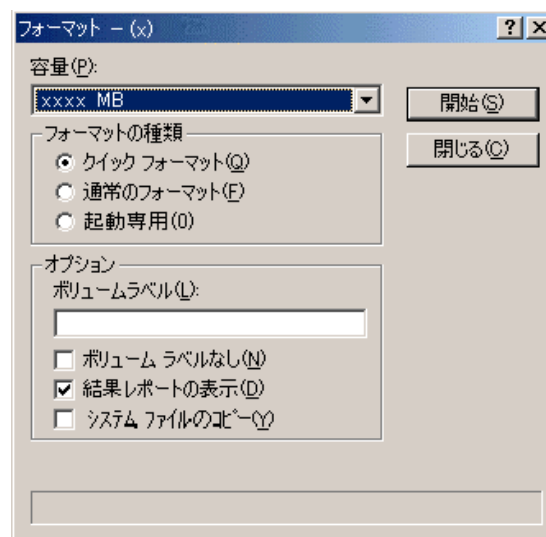 フォーマット － (x)
容量(P):
xxxx MB
開始(S)
フォーマットの種類
閉じる(C)
クイック フォーマット(Q)
通常のフォーマット(F)
起動専用(O)
オプション
ボリュームラベル(L):
ボリューム ラベルなし(N)
結果レポートの表示(D)
システム ファイルのコピー(Y)